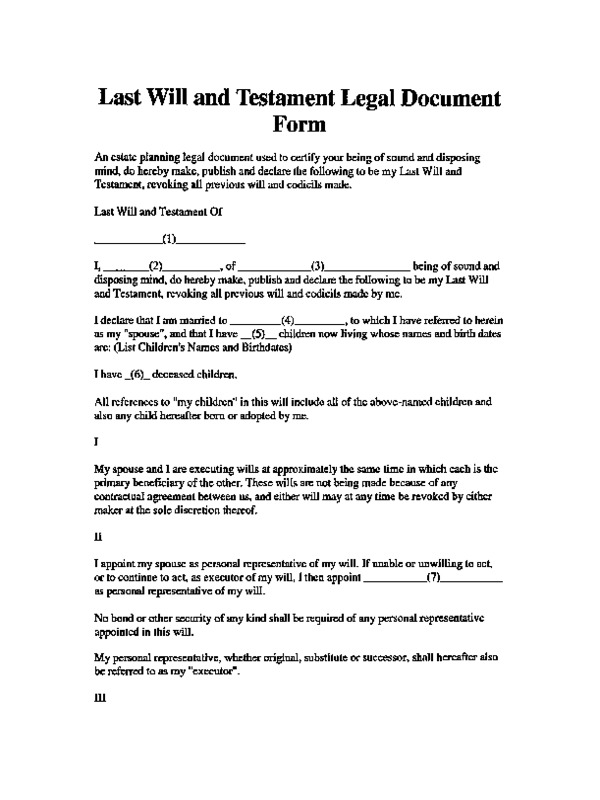 Last Will and Testament Legal Document
Form
An estate planning legal document used to certify your being of sound and disposing
mind, do hereby make, publish and declare the following to be my Last Will and
Testament, revoking all previous will and codicils made.
Last Will and Testament Of
____________(1)____________
I, ________(2)__________, of _____________(3)_______________ being of sound and
disposing mind, do hereby make, publish and declare the following to be my Last Will
and Testament, revoking all previous will and codicils made by me.
I declare that I am married to _________(4)_________, to which I have referred to herein
as my "spouse", and that I have __(5)__ children now living whose names and birth dates
are: (List Children's Names and Birthdates)
I have _(6)_ deceased children.
All references to "my children" in this will include all of the above-named children and
also any child hereafter born or adopted by me.
I
My spouse and I are executing wills at approximately the same time in which each is the
primary beneficiary of the other. These wills are not being made because of any
contractual agreement between us, and either will may at any time be revoked by either
maker at the sole discretion thereof.
Ii
I appoint my spouse as personal representative of my will. If unable or unwilling to act,
or to continue to act, as executor of my will, I then appoint ___________(7)___________
as personal representative of my will.
No bond or other security of any kind shall be required of any personal representative
appointed in this will.
My personal representative, whether original, substitute or successor, shall hereafter also
be referred to as my "executor".
III